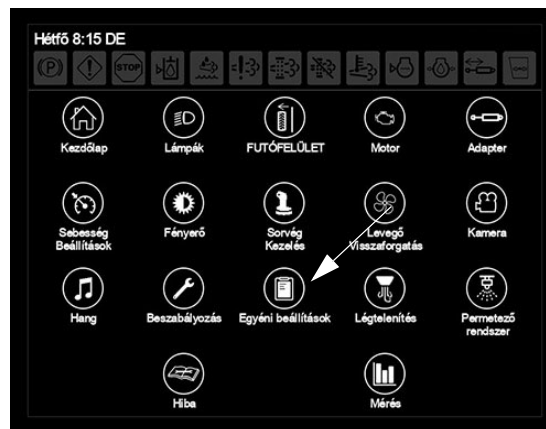 Hétfő 8:15 DE
STOP
Kezdőlap
Lámpák
FUTÓFELÜLET
Motor
Adapter
Sebesség
Beállítások
Fényerő
Sorvég
Kezelés
Levegő
Visszaforgatás
Kamera
Hang
Beszabályozás
Egyéni beállítások
Légtelenítés
Permetező
rendszer
Hiba
Mérés